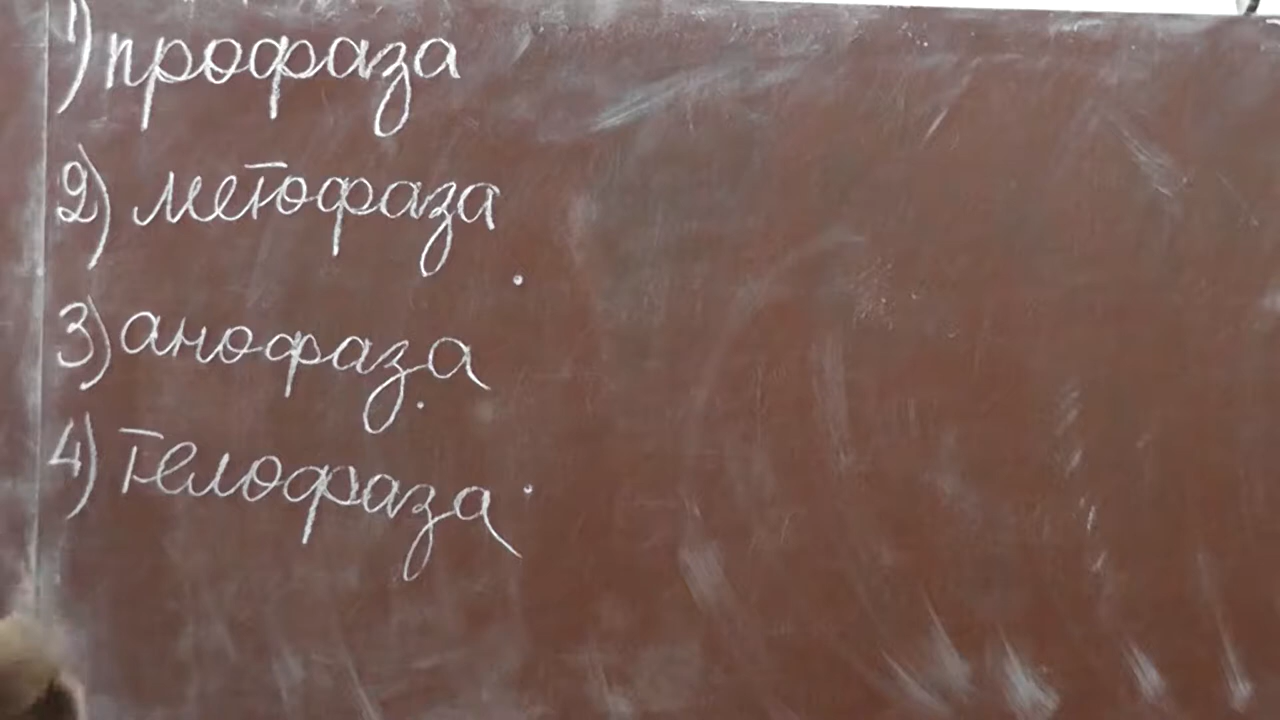 1) профаза
2) метофаза
3) анофаза
4) телофаза